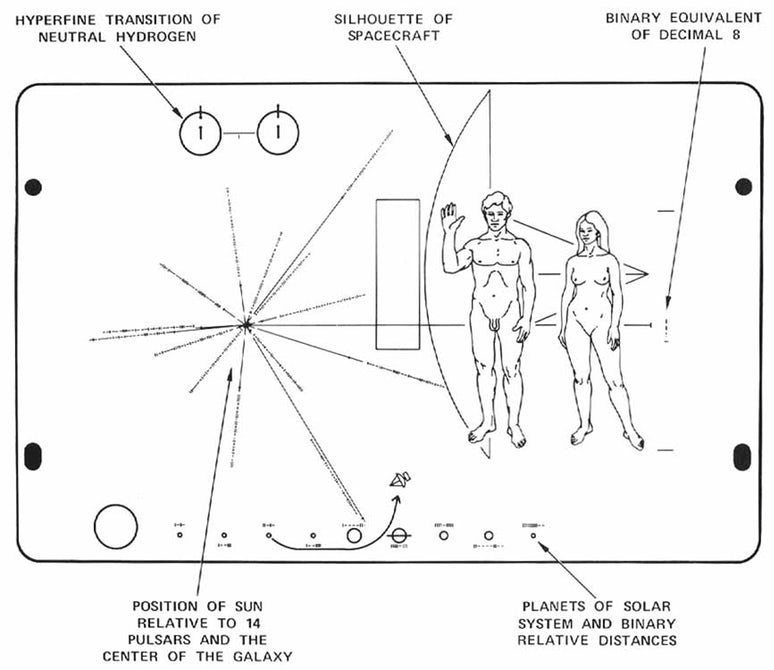 HYPERFINE TRANSITION OF
NEUTRAL HYDROGEN
SILHOUETTE OF
SPACECRAFT
BINARY EQUIVALENT
OF DECIMAL 8
POSITION OF SUN
RELATIVE TO 14
PULSARS AND THE
CENTER OF THE GALAXY
PLANETS OF SOLAR
SYSTEM AND BINARY
RELATIVE DISTANCES